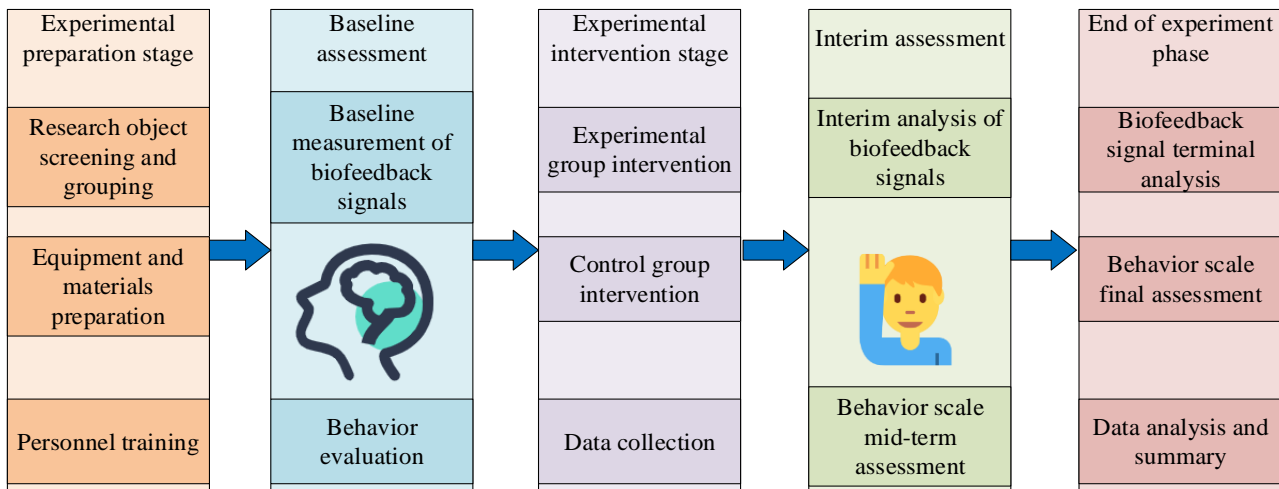 Experimental
preparation stage
Research object
screening and
grouping
Equipment and
materials
preparation
Personnel training
Baseline
assessment
Baseline
measurement of
biofeedback
signals
Behavior
evaluation
Experimental
intervention stage
Experimental
group intervention
Control group
intervention
Data collection
Interim assessment
Interim analysis of
biofeedback
signals
Behavior scale
mid-term
assessment
End of experiment
phase
Biofeedback
signal terminal
analysis
Behavior scale
final assessment
Data analysis and
summary